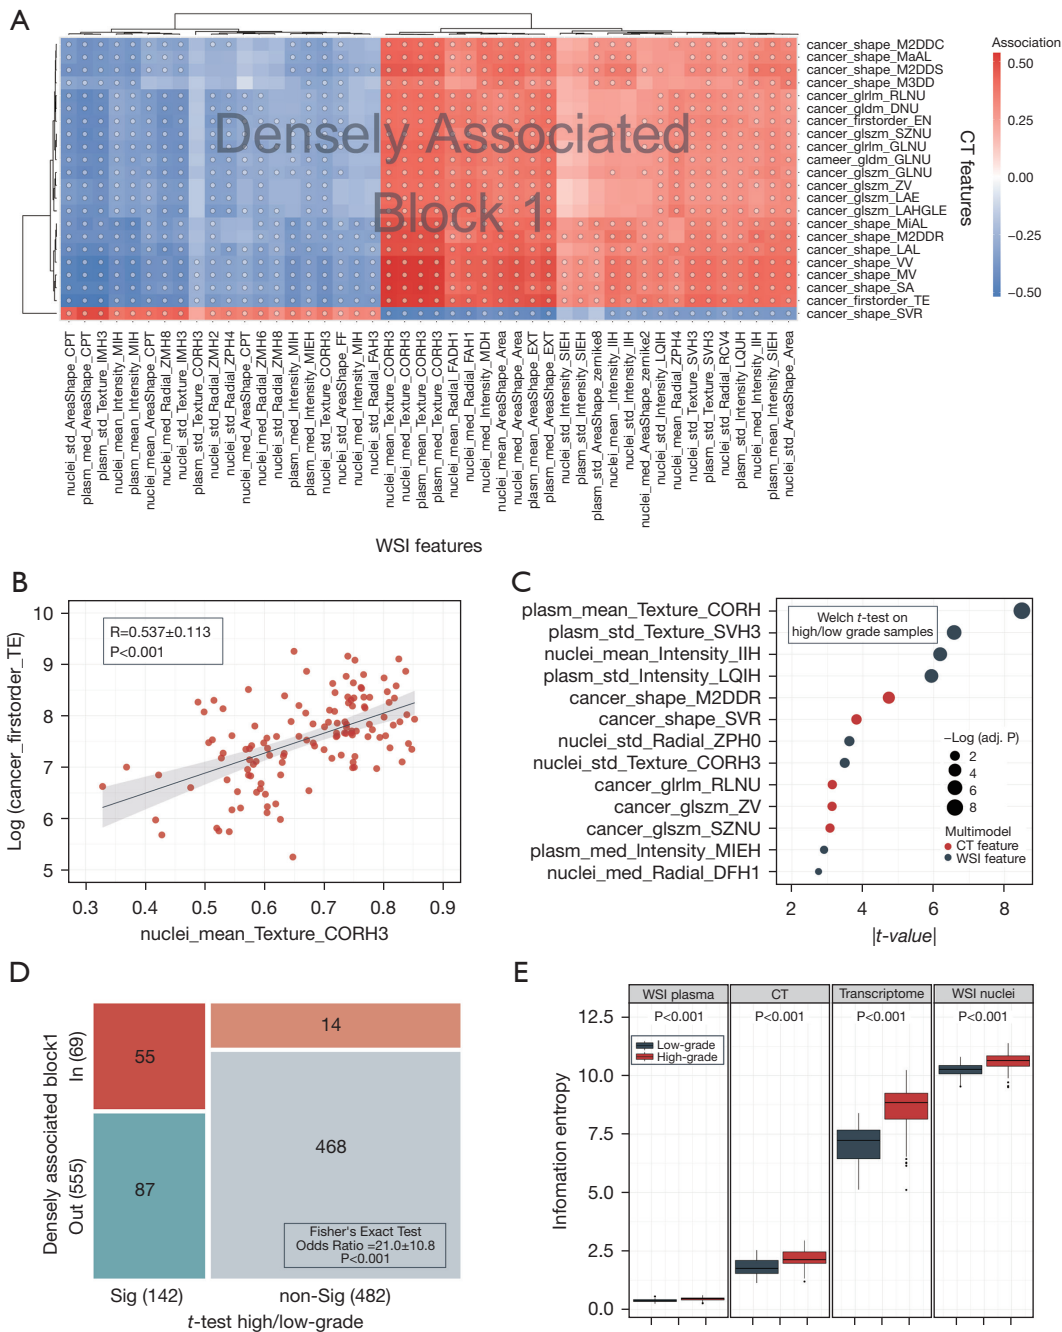 A
Association
0.50
0.25
0.00
−0.25
−0.50
CT features
cancer_shape_M2DDC
cancer_shape_MaAL
cancer_shape_M2DDS
cancer_shape_M3DD
cancer_glrlm_RLNU
cancer_gldm_DNU
cancer_firstorder_EN
cancer_glszm_SZNU
cancer_glrlm_GLNU
cameer_gldm_GLNU
cancer_glszm_GLNU
cancer_glszm_ZV
cancer_glszm_LAE
cancer_glszm_LAHGLE
cancer_shape_MiAL
cancer_shape_M2DDR
cancer_shape_LAL
cancer_shape_VV
cancer_shape_MV
cancer_shape_SA
cancer_firstorder_TE
cancer_shape_SVR
Densely Associated
Block 1
nuclei_std_AreaShape_CPT
plasm_med_AreaShape_CPT
plasm_std_Texture_IMH3
nuclei_mean_Intensity_MIH
plasm_mean_Intensity_MIH
nuclei_mean_AreaShape_CPT
nuclei_med_Radial_ZMH8
nuclei_std_Texture_IMH3
plasm_std_Texture_CORH3
nuclei_std_Radial_ZMH2
nuclei_std_Radial_ZPH4
nuclei_med_AreaShape_CPT
nuclei_med_Radial_ZMH6
nuclei_std_Radial_ZMH8
plasm_med_Intensity_MIH
plasm_med_Intensity_MIEH
nuclei_std_Texture_CORH3
nuclei_std_AreaShape_FF
nuclei_med_Intensity_MIH
nuclei_std_Radial_FAH3
nuclei_mean_Texture_CORH3
nuclei_med_Texture_CORH3
plasm_mean_Texture_CORH3
plasm_med_Texture_CORH3
nuclei_mean_Radial_FADH1
nuclei_med_Radial_FAH1
nuclei_med_Intensity_MDH
nuclei_mean_AreaShape_Area
nuclei_med_AreaShape_Area
plasm_mean_AreaShape_EXT
plasm_med_AreaShape_EXT
nuclei_std_Intensity_SIEH
plasm_std_Intensity_SIEH
plasm_std_AreaShape_zernike8
nuclei_mean_Intensity_IIH
nuclei_std_Intensity_IIH
nuclei_med_AreaShape_zernike2
nuclei_std_Intensity_LQIH
nuclei_mean_Radial_ZPH4
nuclei_std_Texture_SVH3
plasm_std_Texture_SVH3
nuclei_std_Radial_RCV4
plasm_std_Intensity_LQUH
nuclei_med_Intensity_IIH
plasm_mean_Intensity_SIEH
nuclei_std_AreaShape_Area
WSI features
B
R=0.537±0.113
P<0.001
Log (cancer_firstorder_TE)
10
9
8
7
6
5
0.3 0.4 0.5 0.6 0.7 0.8 0.9
nuclei_mean_Texture_CORH3
C
plasm_mean_Texture_CORH
plasm_std_Texture_SVH3
nuclei_mean_Intensity_IIH
plasm_std_Intensity_LQIH
cancer_shape_M2DDR
cancer_shape_SVR
nuclei_std_Radial_ZPH0
nuclei_std_Texture_CORH3
cancer_glrlm_RLNU
cancer_glszm_ZV
cancer_glszm_SZNU
plasm_med_Intensity_MIEH
nuclei_med_Radial_DFH1
Welch t-test on
high/low grade samples
−Log (adj. P)
2
4
6
8
Multimodel
CT feature
WSI feature
2 4 6 8
|t-value|
D
Densely associated block1
Out (555) In (69)
55
14
87
468
Fisher's Exact Test
Odds Ratio =21.0±10.8
P<0.001
Sig (142) non-Sig (482)
t-test high/low-grade
E
WSI plasma CT Transcriptome WSI nuclei
P<0.001 P<0.001 P<0.001 P<0.001
Low-grade
High-grade
Infomation entropy
12.5
10.0
7.5
5.0
2.5
0.0